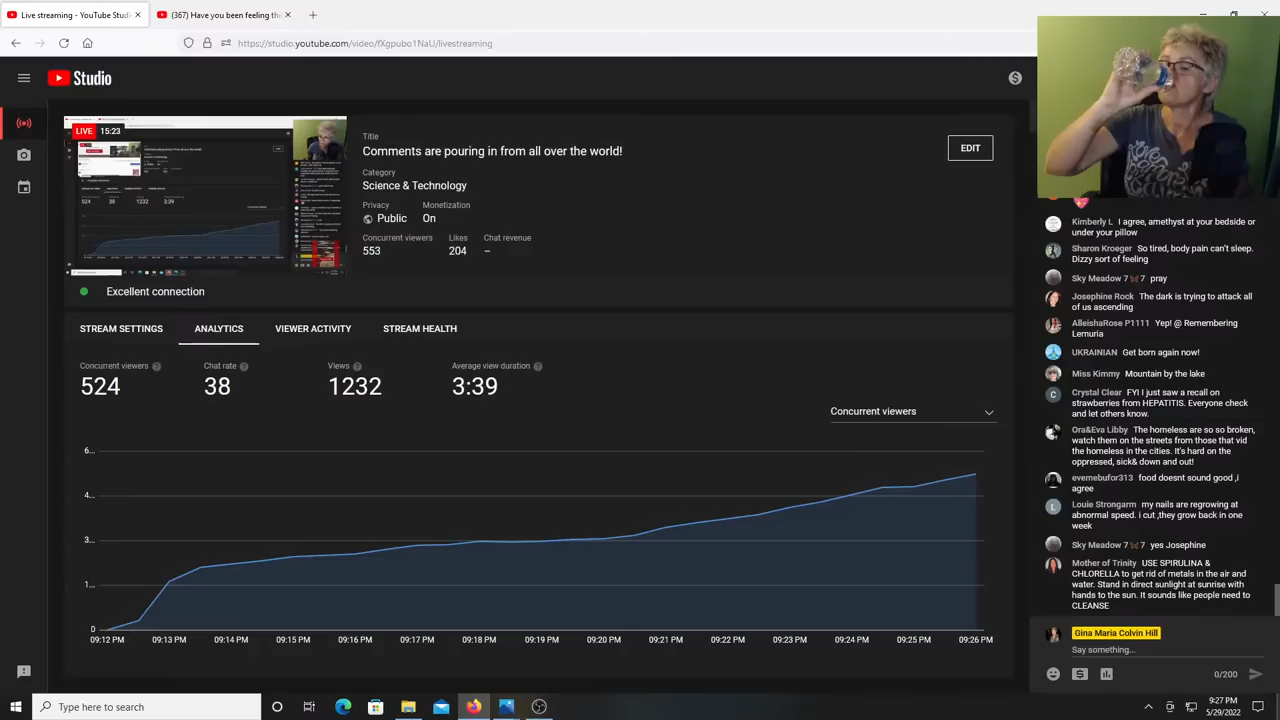 Live streaming - YouTube Stud
(367) Have you been feeling the
https://studio.youtube.com/video/fXgpubo1NaU/livestreaming
Studio
LIVE 15:23
Title
Comments are pouring in from all over the world!
EDIT
Category
Science & Technology
Privacy
Monetization
Public
On
Concurrent viewers
Likes
Chat revenue
553
204
–
Excellent connection
STREAM SETTINGS
ANALYTICS
VIEWER ACTIVITY
STREAM HEALTH
Concurrent viewers
Chat rate
Views
Average view duration
524
38
1232
3:39
Concurrent viewers
6...
4...
3...
1...
0
09:12 PM
09:13 PM
09:14 PM
09:15 PM
09:16 PM
09:17 PM
09:18 PM
09:19 PM
09:20 PM
09:21 PM
09:22 PM
09:23 PM
09:24 PM
09:25 PM
09:26 PM
Kimberly L I agree, amethyst at your bedside or
under your pillow
Sharon Kroeger So tired, body pain can't sleep.
Dizzy sort of feeling
Sky Meadow 7 7 pray
Josephine Rock The dark is trying to attack all
of us ascending
AlleishaRose P1111 Yep! @ Remembering
Lemuria
UKRAINIAN Get born again now!
Miss Kimmy Mountain by the lake
Crystal Clear FYI I just saw a recall on
strawberries from HEPATITIS. Everyone check
and let others know.
Ora&Eva Libby The homeless are so so broken,
watch them on the streets from those that vid
the homeless in the cities. It's hard on the
oppressed, sick& down and out!
evemebufor313 food doesnt sound good ,i
agree
Louie Strongarm my nails are regrowing at
abnormal speed. i cut ,they grow back in one
week
Sky Meadow 7 7 yes Josephine
Mother of Trinity USE SPIRULINA &
CHLORELLA to get rid of metals in the air and
water. Stand in direct sunlight at sunrise with
hands to the sun. It sounds like people need to
CLEANSE
Gina Maria Colvin Hill
Say something...
0/200
Type here to search
9:27 PM
5/29/2022